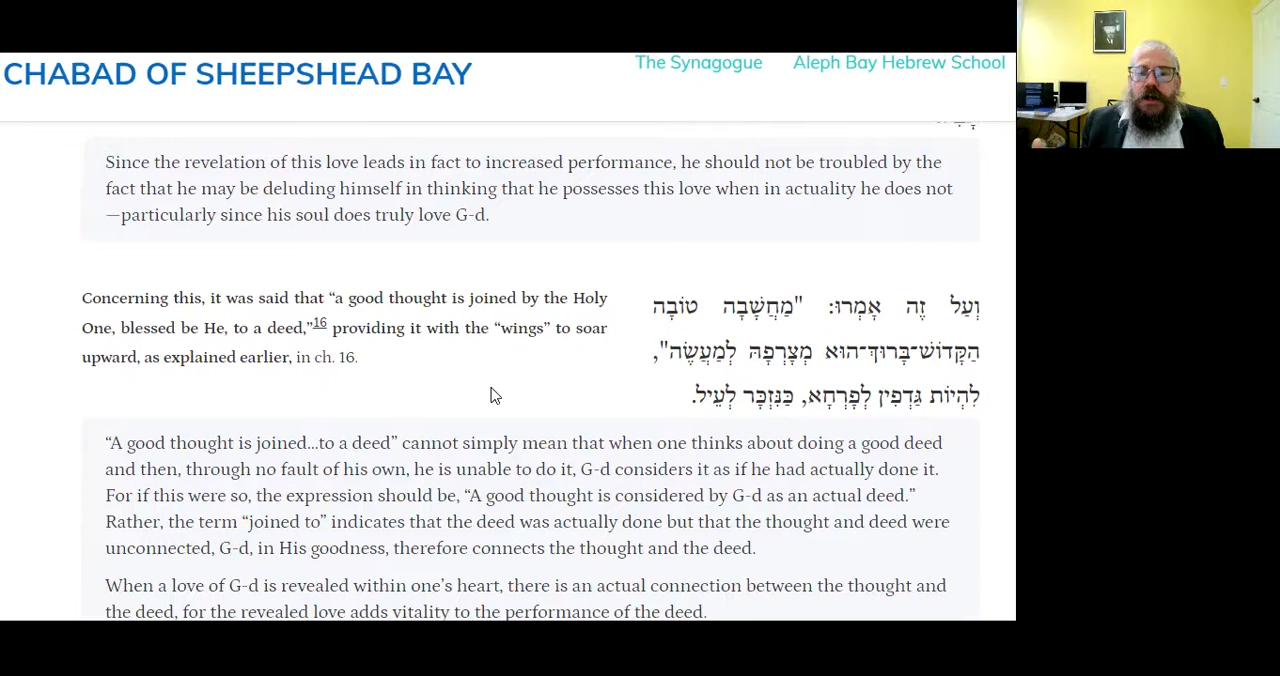 CHABAD OF SHEEPSHEAD BAY
The Synagogue Aleph Bay Hebrew School
Since the revelation of this love leads in fact to increased performance, he should not be troubled by the
fact that he may be deluding himself in thinking that he possesses this love when in actuality he does not
—particularly since his soul does truly love G-d.
Concerning this, it was said that “a good thought is joined by the Holy
One, blessed be He, to a deed,”16 providing it with the “wings” to soar
upward, as explained earlier, in ch. 16.
וְעַל זֶה אָמְרוּ: "מַחֲשָׁבָה טוֹבָה
הַקָּדוֹשׁ־בָּרוּךְ־הוּא מְצָרְפָהּ לְמַעֲשֶׂה",
לִהְיוֹת גַּדְפִין לְפָרְחָא, כַּנִּזְכָּר לְעֵיל.
“A good thought is joined...to a deed” cannot simply mean that when one thinks about doing a good deed
and then, through no fault of his own, he is unable to do it, G-d considers it as if he had actually done it.
For if this were so, the expression should be, “A good thought is considered by G-d as an actual deed.”
Rather, the term “joined to” indicates that the deed was actually done but that the thought and deed were
unconnected, G-d, in His goodness, therefore connects the thought and the deed.
When a love of G-d is revealed within one’s heart, there is an actual connection between the thought and
the deed, for the revealed love adds vitality to the performance of the deed.